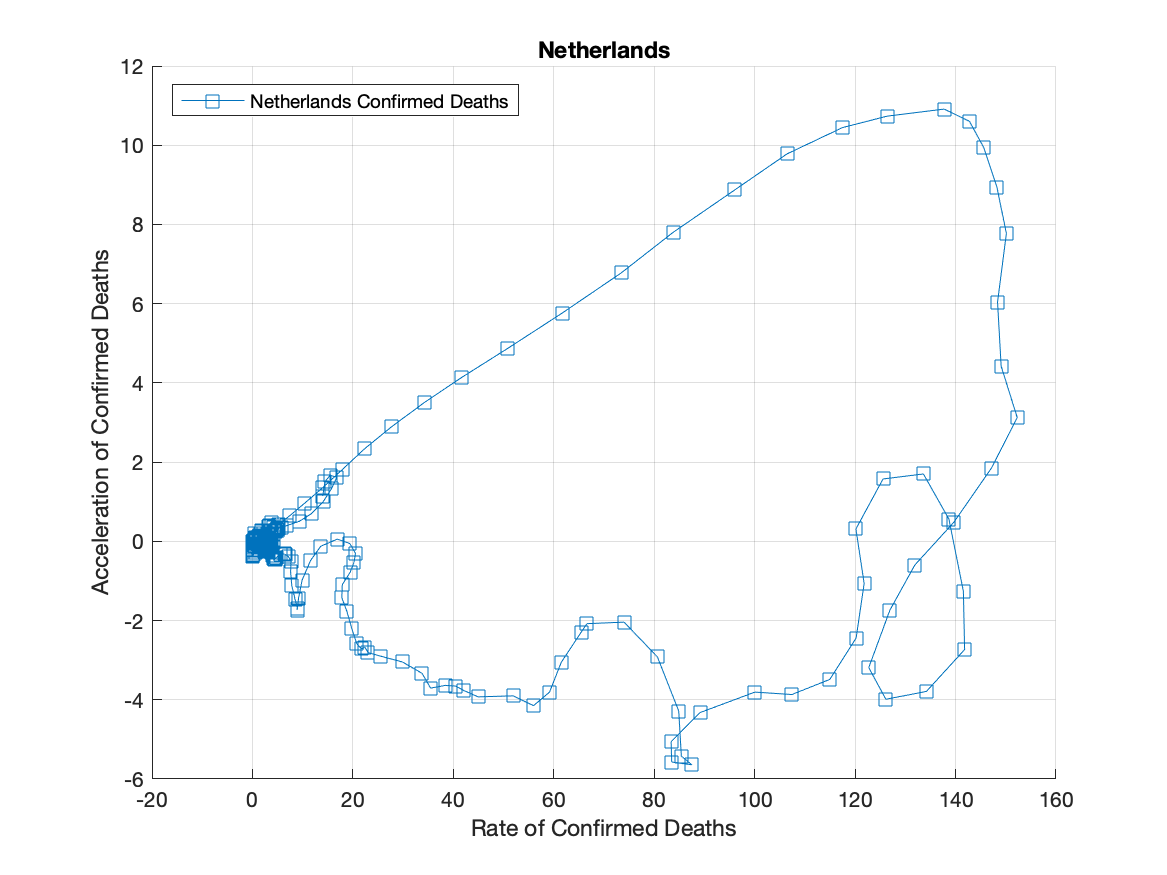 Netherlands
Netherlands Confirmed Deaths
12
10
8
6
4
2
0
-2
-4
-6
Acceleration of Confirmed Deaths
-20 0 20 40 60 80 100 120 140 160
Rate of Confirmed Deaths